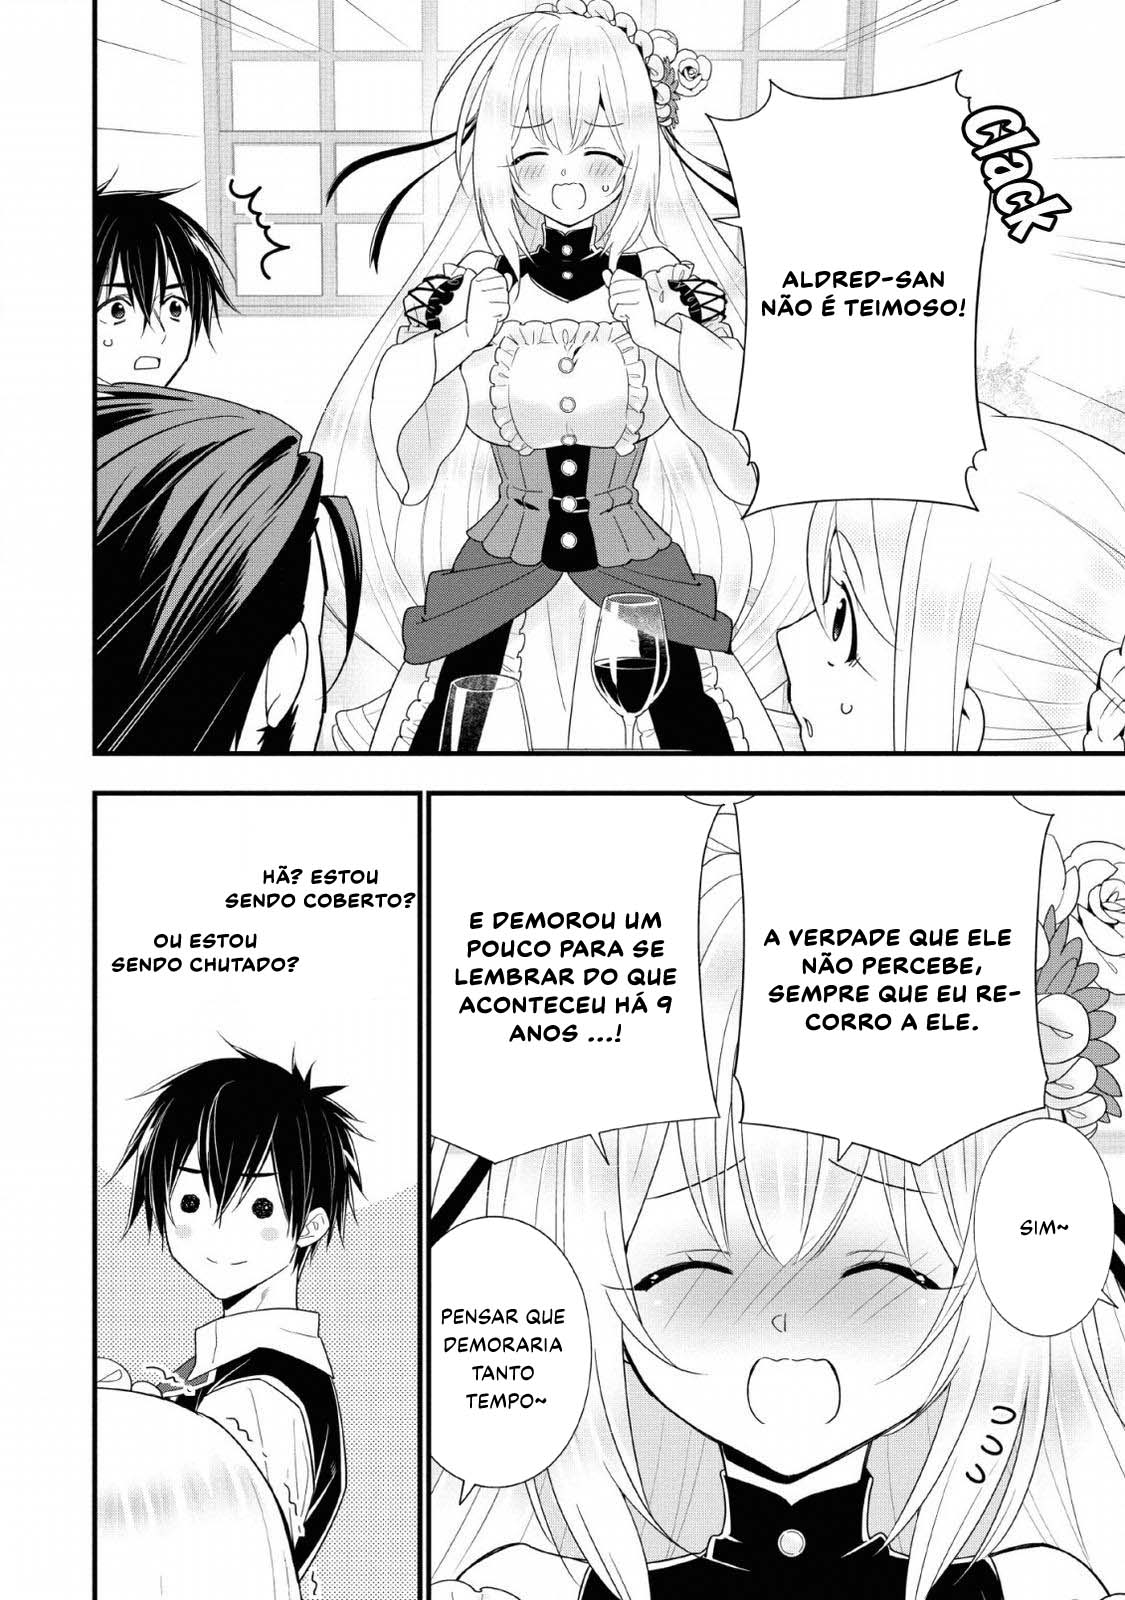 Clack
ALDRED-SAN
NÃO É TEIMOSO!
A VERDADE QUE ELE
NÃO PERCEBE,
SEMPRE QUE EU RE-
CORRO A ELE.
SIM~
E DEMOROU UM
POUCO PARA SE
LEMBRAR DO QUE
ACONTECEU HÁ 9
ANOS ...!
PENSAR QUE
DEMORARIA
TANTO
TEMPO~
HÃ? ESTOU
SENDO COBERTO?
OU ESTOU
SENDO CHUTADO?